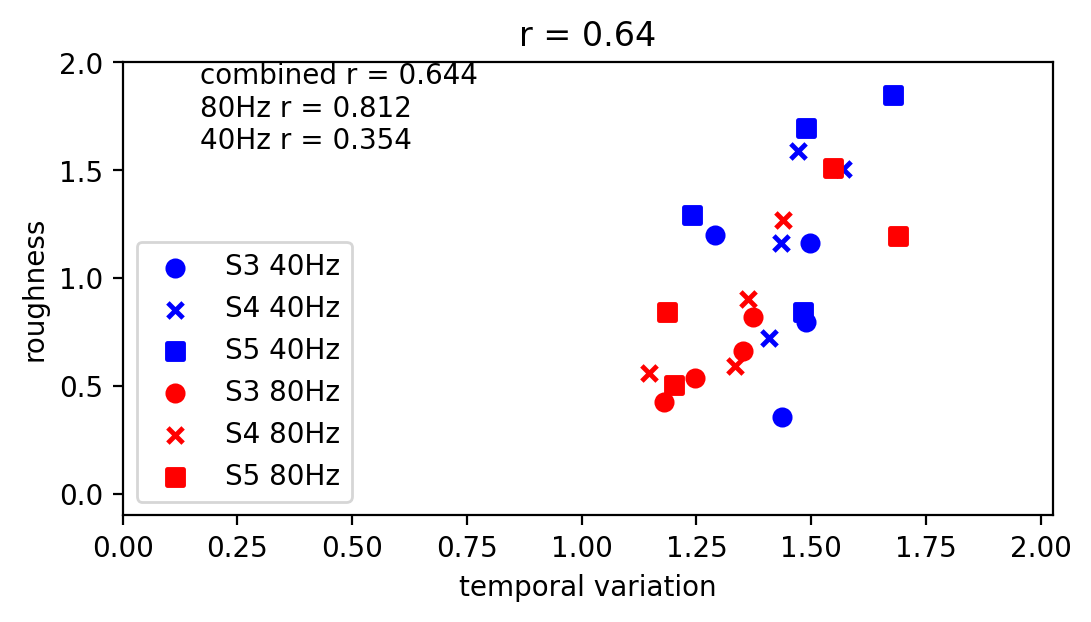 r = 0.64
combined r = 0.644
80Hz r = 0.812
40Hz r = 0.354
2.0
1.5
1.0
0.5
0.0
roughness
S3 40Hz
S4 40Hz
S5 40Hz
S3 80Hz
S4 80Hz
S5 80Hz
0.00 0.25 0.50 0.75 1.00 1.25 1.50 1.75 2.00
temporal variation